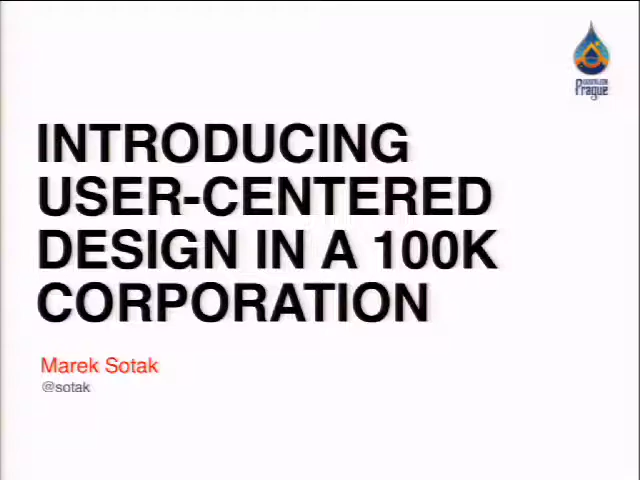 Prague
INTRODUCING
USER-CENTERED
DESIGN IN A 100K
CORPORATION
Marek Sotak
@sotak